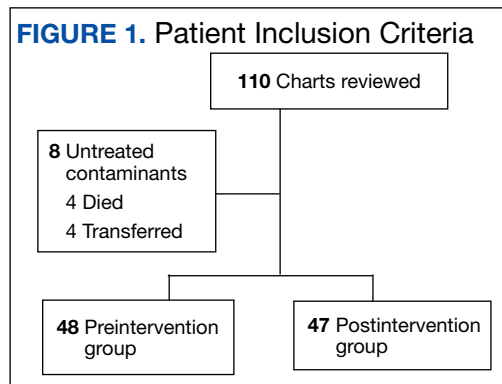 FIGURE 1. Patient Inclusion Criteria
110 Charts reviewed
8 Untreated
contaminants
4 Died
4 Transferred
48 Preintervention
group
47 Postintervention
group